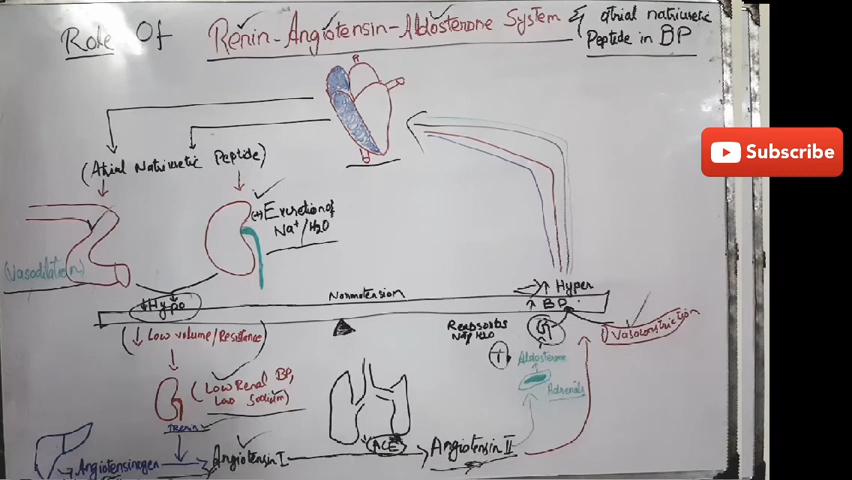 Role Of Renin-Angiotensin-Aldosterone System & atrial natriuretic
Peptide in BP
Subscribe
(Atrial Natriuretic Peptide)
(→) Excretion of
Na+/H2O
(Vasodilation)
Normotension
↑ Hyper
↑ BP
↓ Hypo
(↓ Low volume/Resistance)
Reabsorbs
Na+/H2O
Vasoconstriction
Aldosterone
Adrenals
(Low Renal BP,
Low Sodium)
↑renin
Angiotensinogen
Angiotensin I
ACE
Angiotensin II